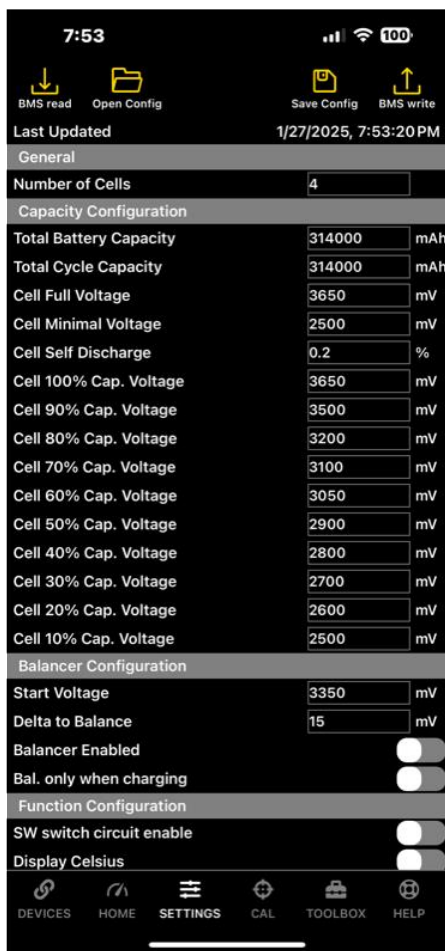 7:53
100
BMS read Open Config Save Config BMS write
Last Updated 1/27/2025, 7:53:20 PM
General
Number of Cells 4
Capacity Configuration
Total Battery Capacity 314000 mAh
Total Cycle Capacity 314000 mAh
Cell Full Voltage 3650 mV
Cell Minimal Voltage 2500 mV
Cell Self Discharge 0.2 %
Cell 100% Cap. Voltage 3650 mV
Cell 90% Cap. Voltage 3500 mV
Cell 80% Cap. Voltage 3200 mV
Cell 70% Cap. Voltage 3100 mV
Cell 60% Cap. Voltage 3050 mV
Cell 50% Cap. Voltage 2900 mV
Cell 40% Cap. Voltage 2800 mV
Cell 30% Cap. Voltage 2700 mV
Cell 20% Cap. Voltage 2600 mV
Cell 10% Cap. Voltage 2500 mV
Balancer Configuration
Start Voltage 3350 mV
Delta to Balance 15 mV
Balancer Enabled
Bal. only when charging
Function Configuration
SW switch circuit enable
Display Celsius
DEVICES HOME SETTINGS CAL TOOLBOX HELP